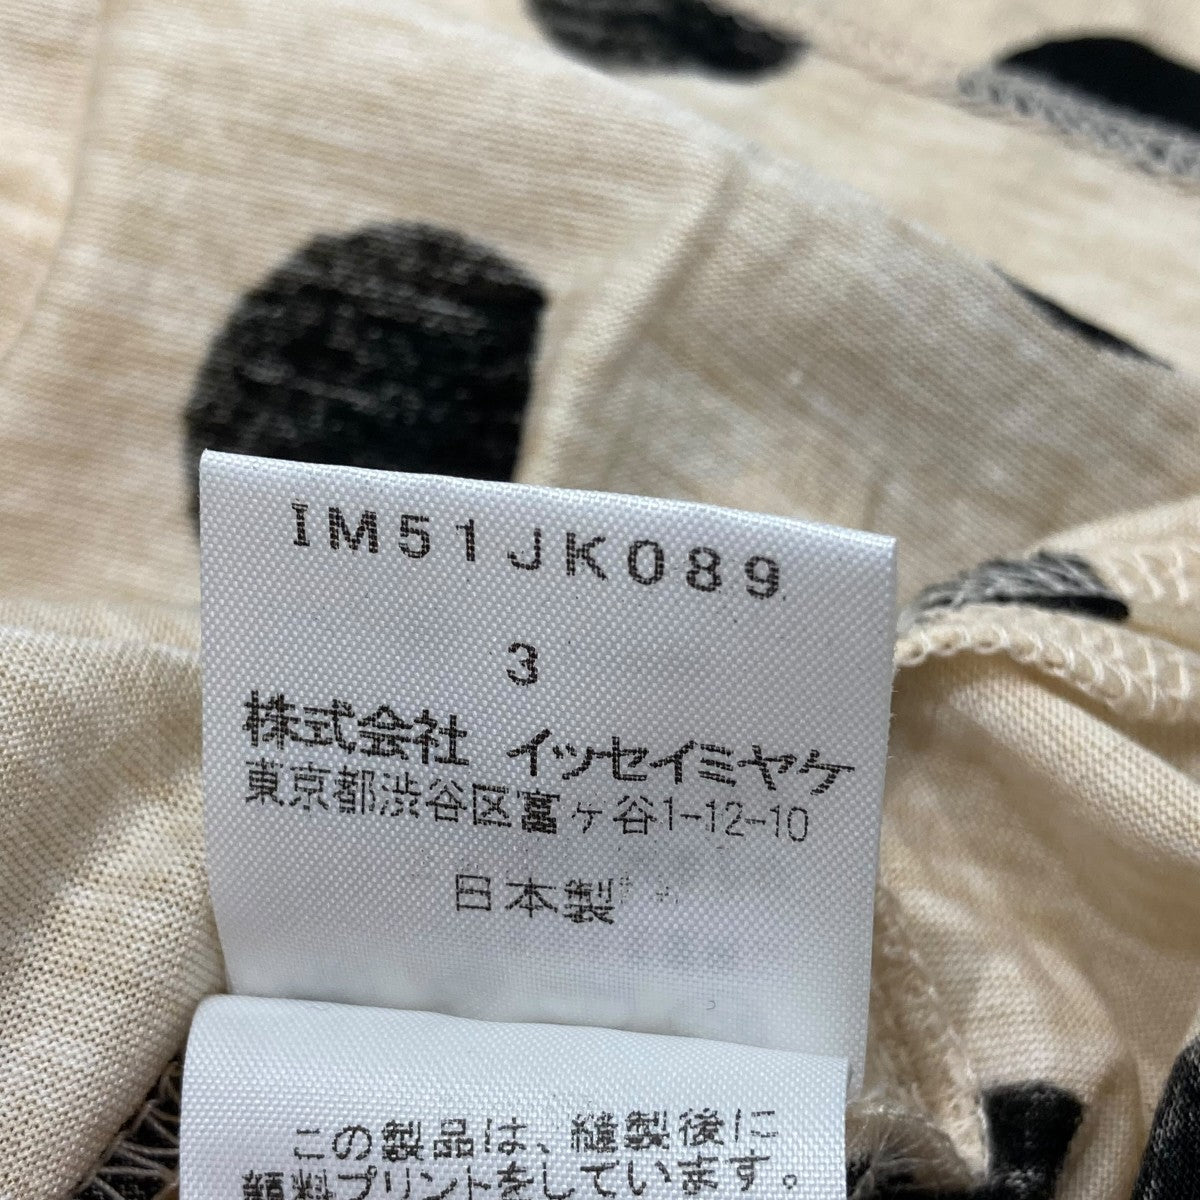 IM51JK089
3
株式会社 イッセイミヤケ
東京都渋谷区富ヶ谷1-12-10
日本製
この製品は、縫製後に
顔料プリントをしています。